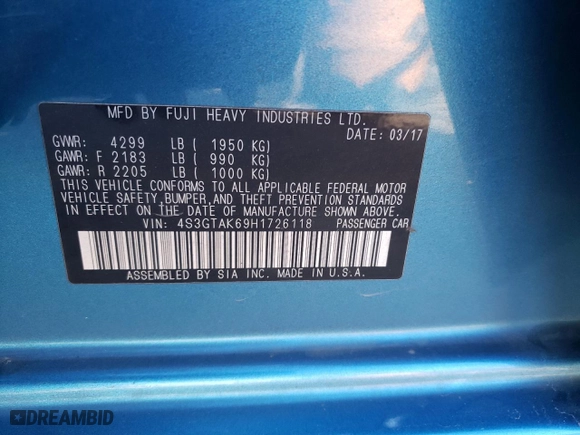 MFD BY FUJI HEAVY INDUSTRIES LTD.
DATE: 03/17
GVWR: 4299 LB ( 1950 KG)
GAWR: F 2183 LB ( 990 KG)
GAWR: R 2205 LB ( 1000 KG)
THIS VEHICLE CONFORMS TO ALL APPLICABLE FEDERAL MOTOR
VEHICLE SAFETY,BUMPER,AND THEFT PREVENTION STANDARDS
IN EFFECT ON THE DATE OF MANUFACTURE SHOWN ABOVE.
VIN: 4S3GTAK69H1726118 PASSENGER CAR
ASSEMBLED BY SIA INC. MADE IN U.S.A.
DREAMBID